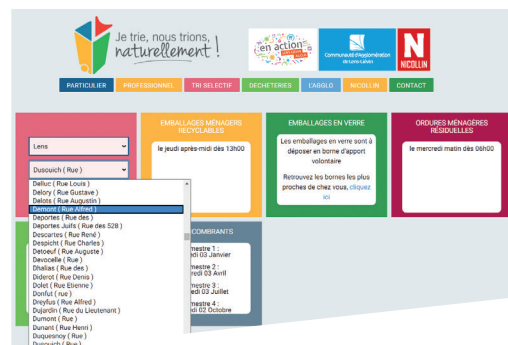 Je trie, nous trions,
naturellement !
en action
Communauté d'Agglomération
de Lens-Liévin
N
NICOLLIN
PARTICULIER
PROFESSIONNEL
TRI SELECTIF
DECHETERIES
L'AGGLO
NICOLLIN
CONTACT
Lens
Dusouich ( Rue )
Delluc ( Rue Louis )
Delory ( Rue Gustave )
Delots ( Rue Augustin )
Demont ( Rue Alfred )
Deportes ( Rue des )
Deportes Juifs ( Rue des 528 )
Descartes ( Rue René )
Despicht ( Rue Charles )
Detoeuf ( Rue Auguste )
Devocelle ( Rue )
Dhalias ( Rue des )
Diderot ( Rue Denis )
Dolet ( Rue Etienne )
Donfut ( rue )
Dreyfus ( Rue Alfred )
Dujardin ( Rue du Lieutenant )
Dumont ( Rue )
Dunant ( Rue Henri )
Duquesnoy ( Rue )
Dusouich ( Rue )
EMBALLAGES MÉNAGERS
RECYCLABLES
le jeudi après-midi dès 13h00
EMBALLAGES EN VERRE
Les emballages en verre sont à
déposer en borne d'apport
volontaire
Retrouvez les bornes les plus
proches de chez vous, cliquez
ici
ORDURES MÉNAGÈRES
RÉSIDUELLES
le mercredi matin dès 06h00
COMBRANTS
mestre 1 :
edi 03 Janvier
mestre 2 :
redi 03 Avril
mestre 3 :
edi 03 Juillet
mestre 4 :
di 02 Octobre